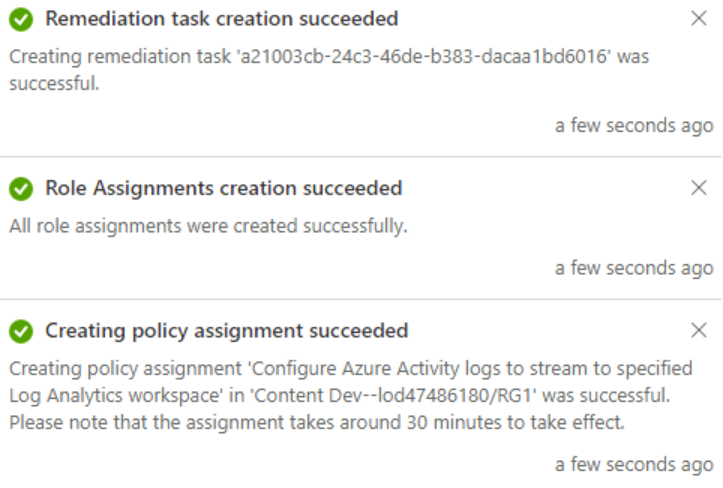 Remediation task creation succeeded
Creating remediation task 'a21003cb-24c3-46de-b383-dacaa1bd6016' was
successful.
a few seconds ago
Role Assignments creation succeeded
All role assignments were created successfully.
a few seconds ago
Creating policy assignment succeeded
Creating policy assignment 'Configure Azure Activity logs to stream to specified
Log Analytics workspace' in 'Content Dev--lod47486180/RG1' was successful.
Please note that the assignment takes around 30 minutes to take effect.
a few seconds ago